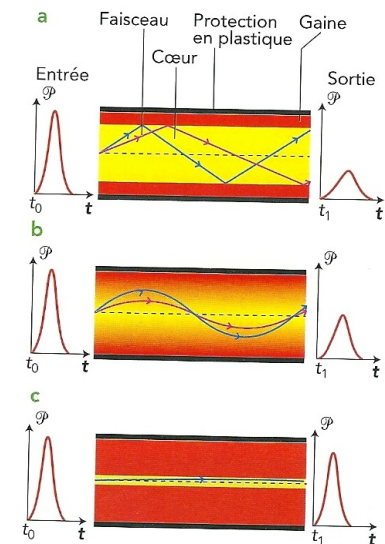 a
Faisceau
Protection
en plastique
Gaine
Cœur
Entrée
𝒫
t0
t
Sortie
𝒫
t1
t
b
𝒫
t0
t
𝒫
t1
t
c
𝒫
t0
t
𝒫
t1
t